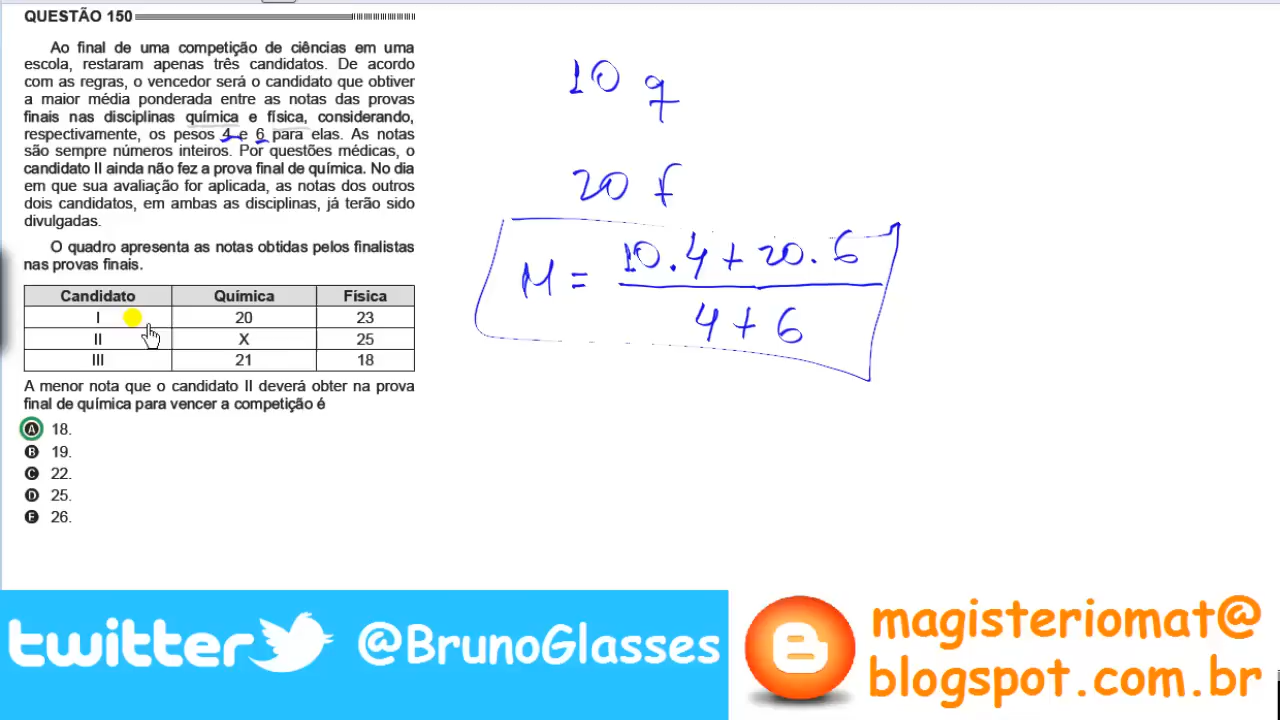 QUESTÃO 150
Ao final de uma competição de ciências em uma
escola, restaram apenas três candidatos. De acordo
com as regras, o vencedor será o candidato que obtiver
a maior média ponderada entre as notas das provas
finais nas disciplinas química e física, considerando,
respectivamente, os pesos 4 e 6 para elas. As notas
são sempre números inteiros. Por questões médicas, o
candidato II ainda não fez a prova final de química. No dia
em que sua avaliação for aplicada, as notas dos outros
dois candidatos, em ambas as disciplinas, já terão sido
divulgadas.
O quadro apresenta as notas obtidas pelos finalistas
nas provas finais.
Candidato Química Física
I 20 23
II X 25
III 21 18
A menor nota que o candidato II deverá obter na prova
final de química para vencer a competição é
A 18.
B 19.
C 22.
D 25.
E 26.
10 q
20 f
M = 10.4 + 20.6
4 + 6
twitter @BrunoGlasses
magisteriomat@
blogspot.com.br